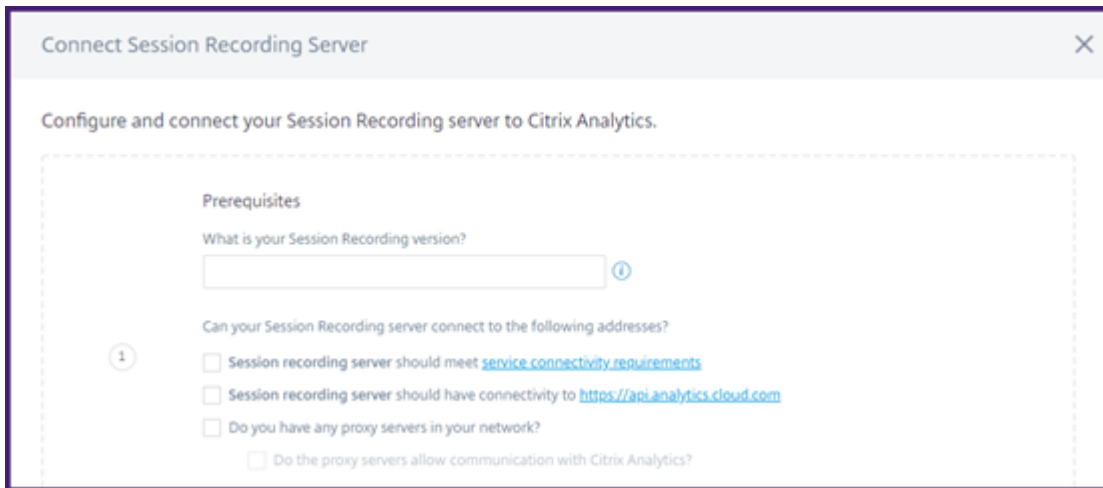 Connect Session Recording Server
Configure and connect your Session Recording server to Citrix Analytics.
Prerequisites
What is your Session Recording version?
i
Can your Session Recording server connect to the following addresses?
1
Session recording server should meet service connectivity requirements
Session recording server should have connectivity to https://api.analytics.cloud.com
Do you have any proxy servers in your network?
Do the proxy servers allow communication with Citrix Analytics?